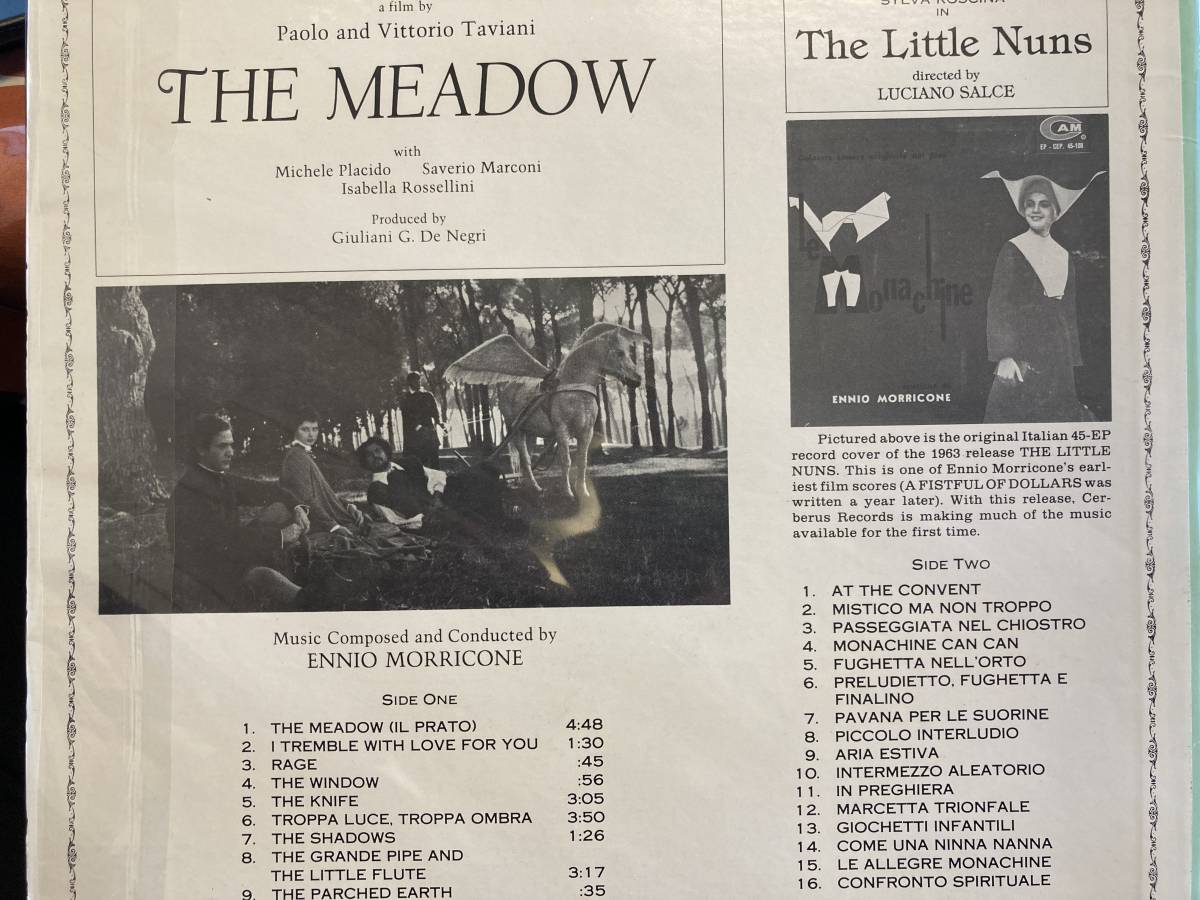 a film by
Paolo and Vittorio Taviani
THE MEADOW
with
Michele Placido Saverio Marconi
Isabella Rossellini
Produced by
Giuliani G. De Negri
Music Composed and Conducted by
ENNIO MORRICONE
SIDE ONE
1. THE MEADOW (IL PRATO) 4:48
2. I TREMBLE WITH LOVE FOR YOU 1:30
3. RAGE :45
4. THE WINDOW :56
5. THE KNIFE 3:05
6. TROPPA LUCE, TROPPA OMBRA 3:50
7. THE SHADOWS 1:26
8. THE GRANDE PIPE AND
THE LITTLE FLUTE 3:17
9. THE PARCHED EARTH :35
SYLVA KOSCINA
IN
The Little Nuns
directed by
LUCIANO SALCE
CAM
EP - CEP. 45-108
le Monachine
ENNIO MORRICONE
Pictured above is the original Italian 45-EP
record cover of the 1963 release THE LITTLE
NUNS. This is one of Ennio Morricone's earl-
iest film scores (A FISTFUL OF DOLLARS was
written a year later). With this release, Cer-
berus Records is making much of the music
available for the first time.
SIDE TWO
1. AT THE CONVENT
2. MISTICO MA NON TROPPO
3. PASSEGGIATA NEL CHIOSTRO
4. MONACHINE CAN CAN
5. FUGHETTA NELL'ORTO
6. PRELUDIETTO, FUGHETTA E
FINALINO
7. PAVANA PER LE SUORINE
8. PICCOLO INTERLUDIO
9. ARIA ESTIVA
10. INTERMEZZO ALEATORIO
11. IN PREGHIERA
12. MARCETTA TRIONFALE
13. GIOCHETTI INFANTILI
14. COME UNA NINNA NANNA
15. LE ALLEGRE MONACHINE
16. CONFRONTO SPIRITUALE